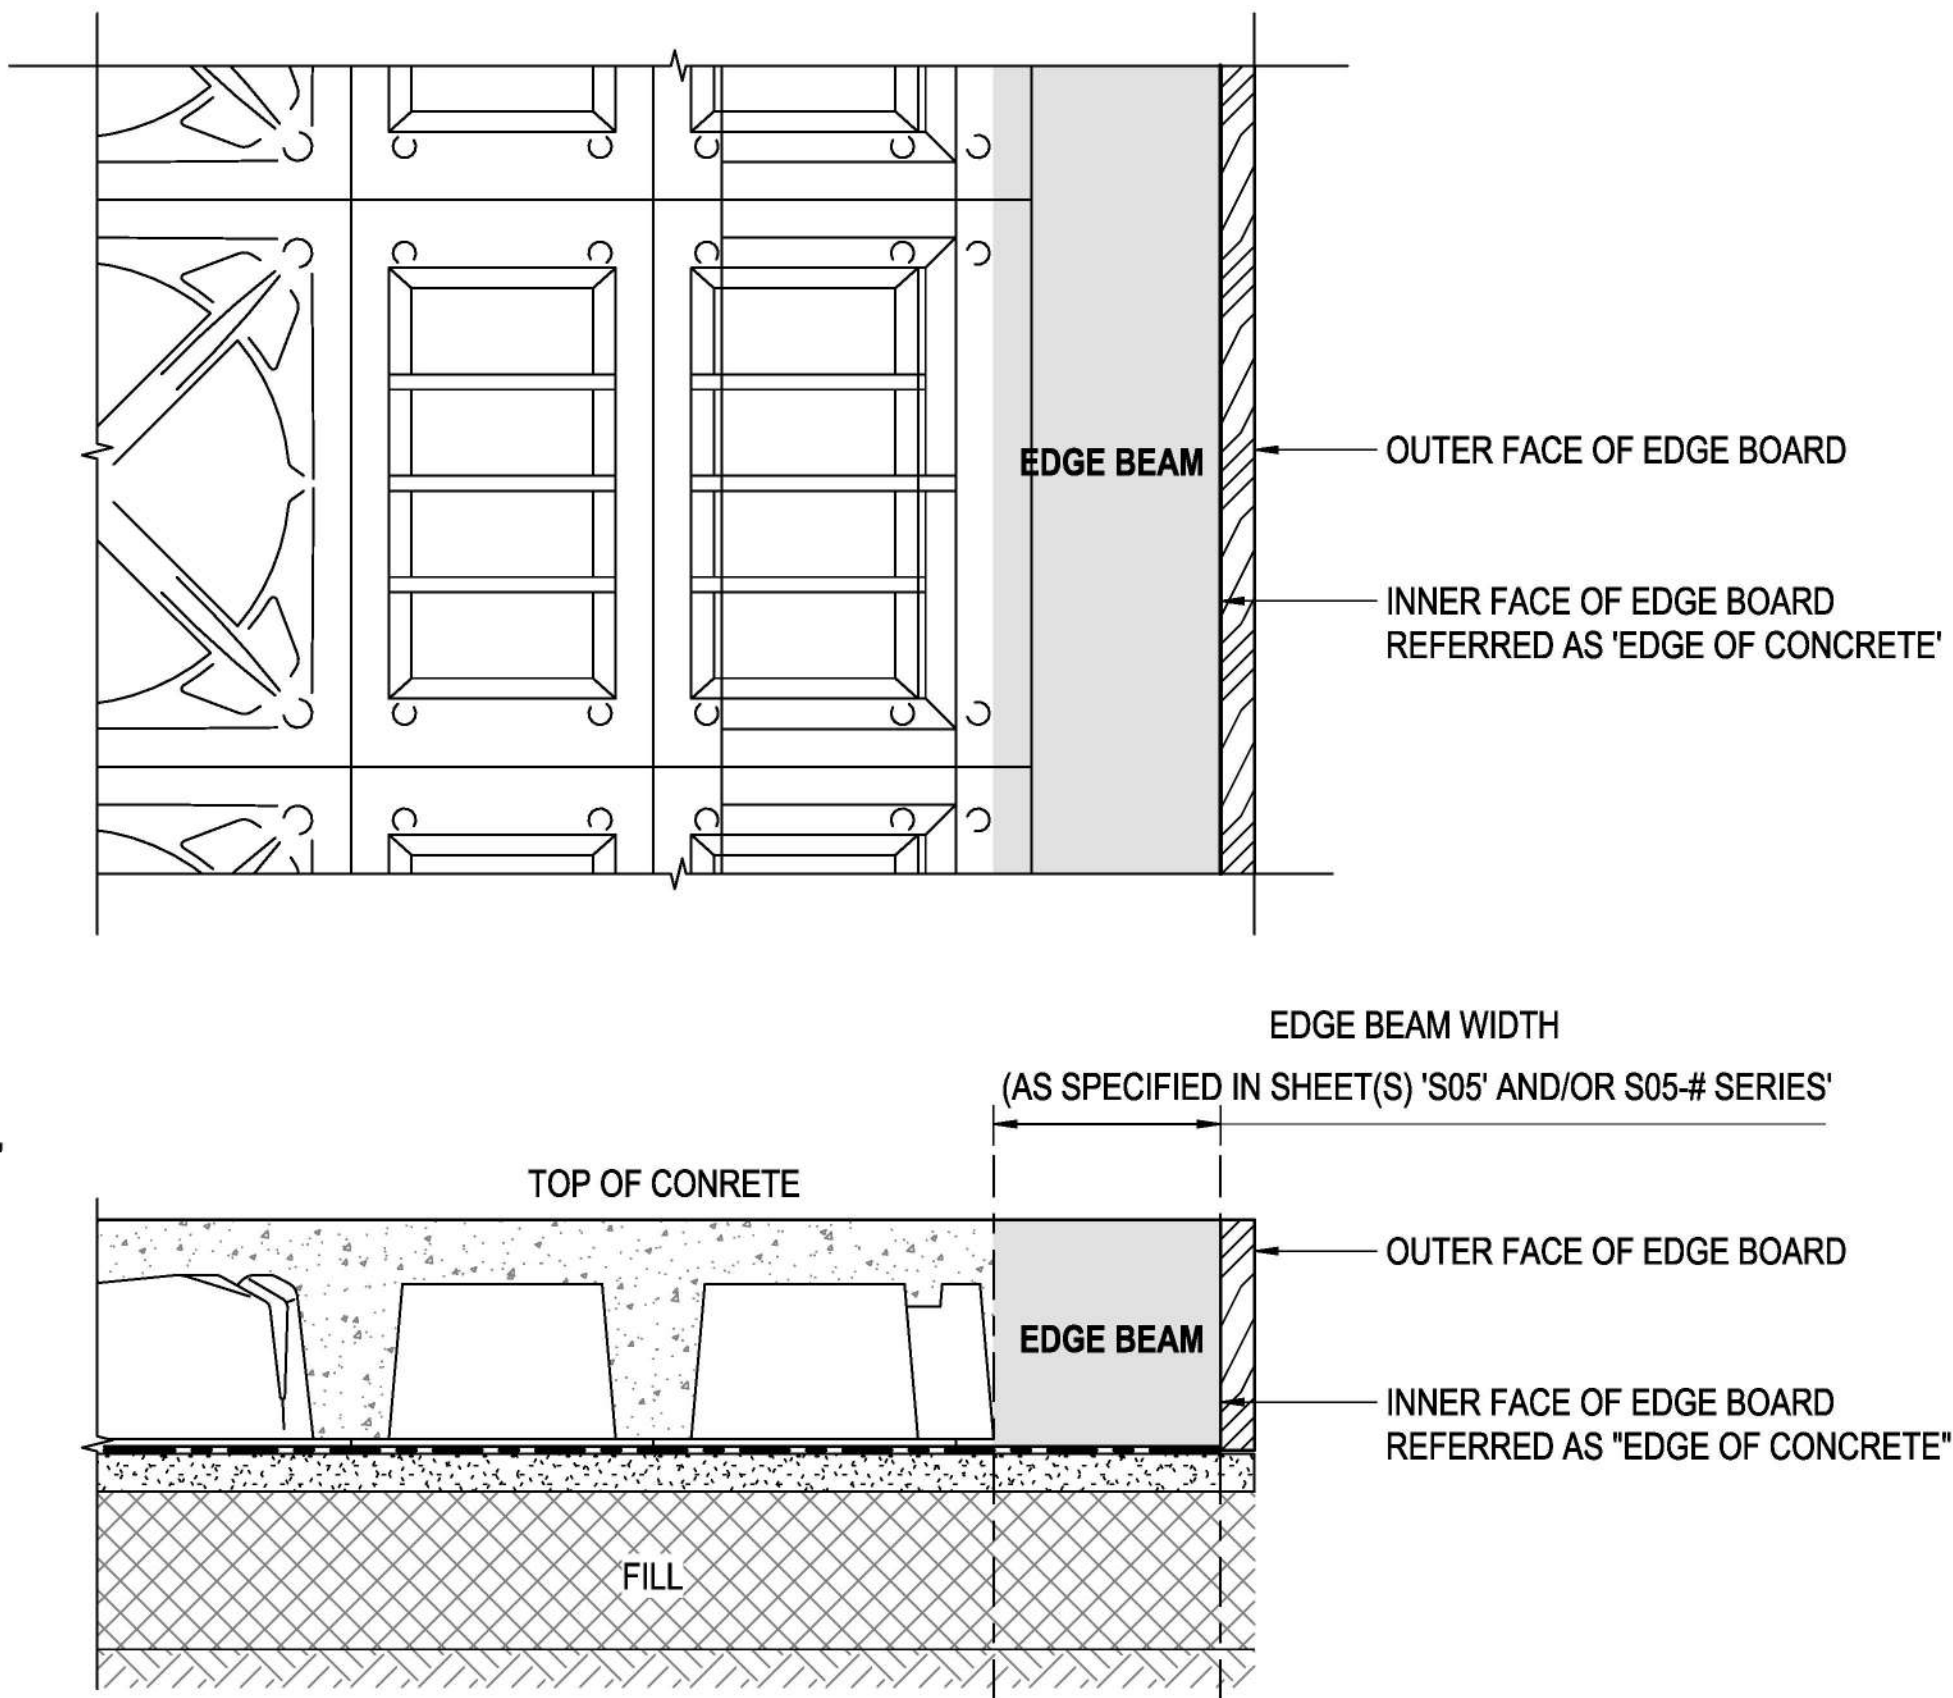 EDGE BEAM
OUTER FACE OF EDGE BOARD
INNER FACE OF EDGE BOARD
REFERRED AS 'EDGE OF CONCRETE'
EDGE BEAM WIDTH
(AS SPECIFIED IN SHEET(S) 'S05' AND/OR S05-# SERIES'
TOP OF CONRETE
OUTER FACE OF EDGE BOARD
EDGE BEAM
INNER FACE OF EDGE BOARD
REFERRED AS "EDGE OF CONCRETE"
FILL